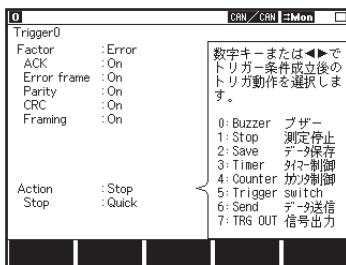 0 CAN/CAN ⇄Mon
Trigger0
Factor :Error
ACK :On
Error frame :On
Parity :On
CRC :On
Framing :On
Action :Stop
Stop :Quick
数字キーまたは◀▶で
トリガー条件成立後の
トリガ動作を選択しま
す。
0:Buzzer ブザー
1:Stop 測定停止
2:Save データ保存
3:Timer タイマー制御
4:Counter カウンタ制御
5:Trigger switch
6:Send データ送信
7:TRG OUT 信号出力